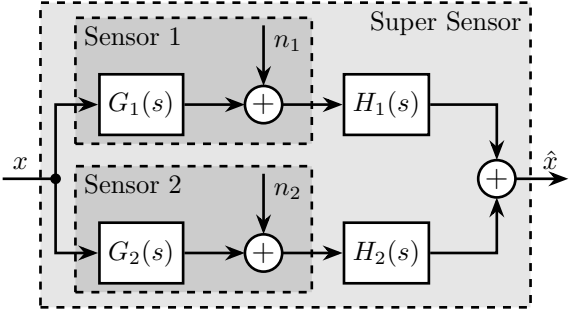 Super Sensor
Sensor 1
n₁
G₁(s)
+
H₁(s)
x
+
x̂
Sensor 2
n₂
G₂(s)
+
H₂(s)